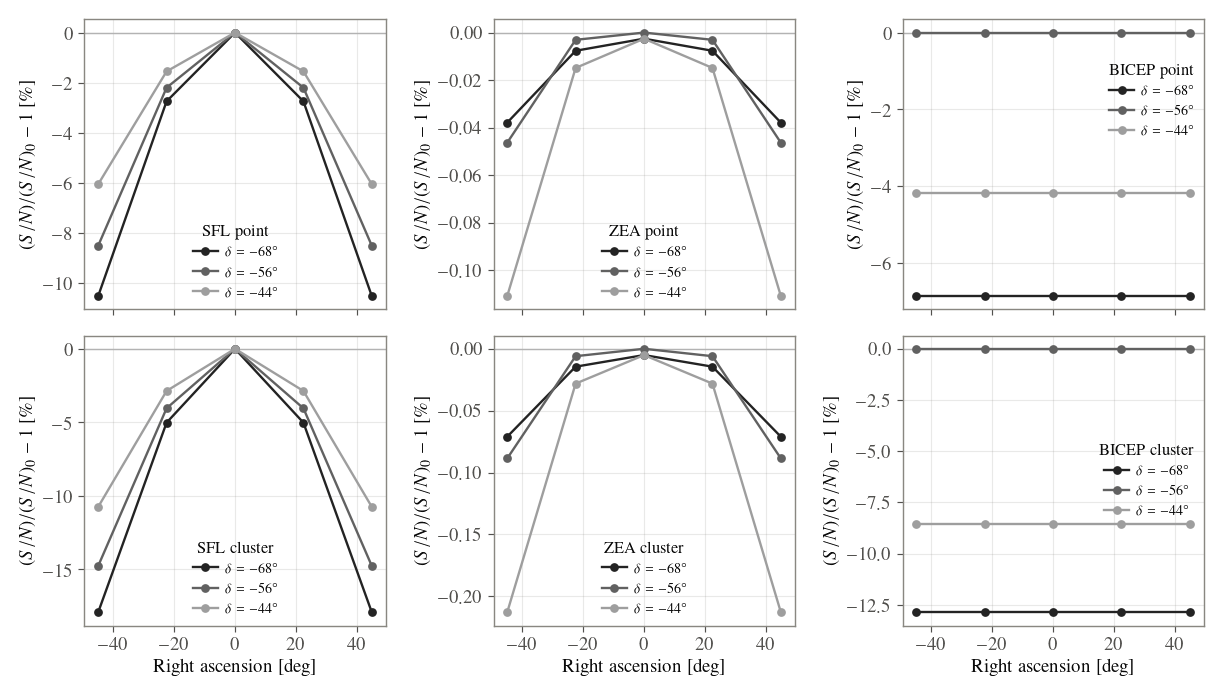 (S/N)/(S/N)₀ − 1 [%]
0
−2
−4
−6
−8
−10
SFL point
δ = −68°
δ = −56°
δ = −44°
(S/N)/(S/N)₀ − 1 [%]
0.00
−0.02
−0.04
−0.06
−0.08
−0.10
ZEA point
δ = −68°
δ = −56°
δ = −44°
(S/N)/(S/N)₀ − 1 [%]
0
−2
−4
−6
BICEP point
δ = −68°
δ = −56°
δ = −44°
(S/N)/(S/N)₀ − 1 [%]
0
−5
−10
−15
SFL cluster
δ = −68°
δ = −56°
δ = −44°
−40 −20 0 20 40
Right ascension [deg]
(S/N)/(S/N)₀ − 1 [%]
0.00
−0.05
−0.10
−0.15
−0.20
ZEA cluster
δ = −68°
δ = −56°
δ = −44°
−40 −20 0 20 40
Right ascension [deg]
(S/N)/(S/N)₀ − 1 [%]
0.0
−2.5
−5.0
−7.5
−10.0
−12.5
BICEP cluster
δ = −68°
δ = −56°
δ = −44°
−40 −20 0 20 40
Right ascension [deg]